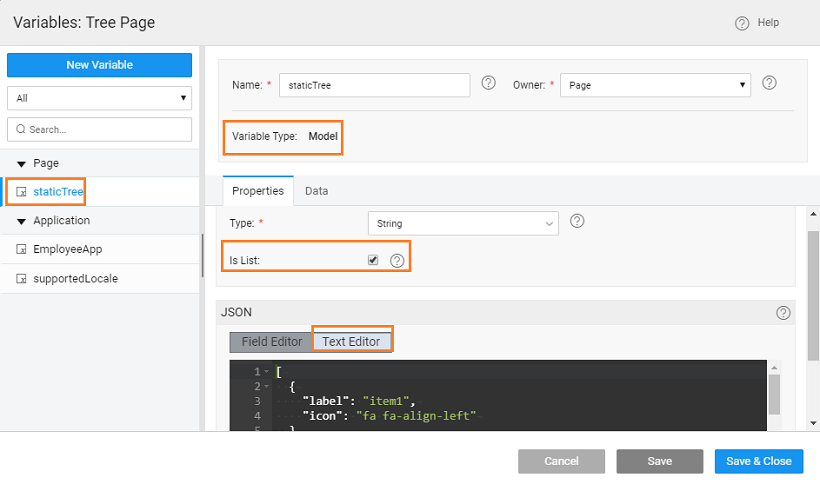 Variables: Tree Page
Help
New Variable
All
Search...
Page
staticTree
Application
EmployeeApp
supportedLocale
Name: *
staticTree
Owner: *
Page
Variable Type: Model
Properties
Data
Type: *
String
Is List:
JSON
Field Editor
Text Editor
1 [
2 {
3 "label": "item1",
4 "icon": "fa fa-align-left"
5 }
Cancel
Save
Save & Close